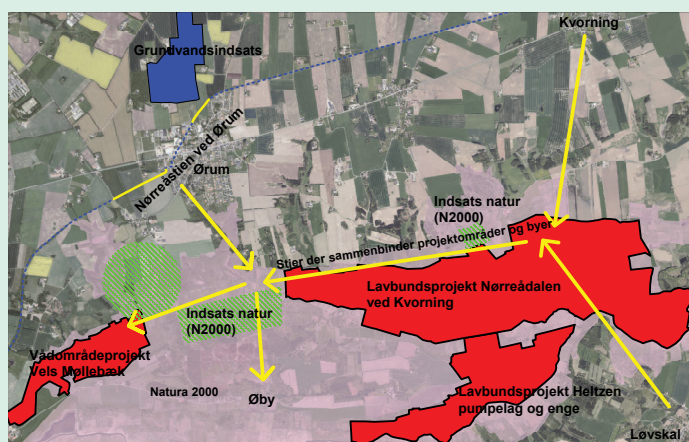 Kvorning
Grundvandsindsats
Nørreåstien ved Ørum
Ørum
Indsats natur
(N2000)
Stier der sammenbinder projektområder og byer
Lavbundsprojekt Nørreådalen
ved Kvorning
Indsats natur
(N2000)
Vådområdeprojekt
Vels Møllebæk
Natura 2000
Øby
Lavbundsprojekt Heitzen
pumpelag og enge
Løvskal